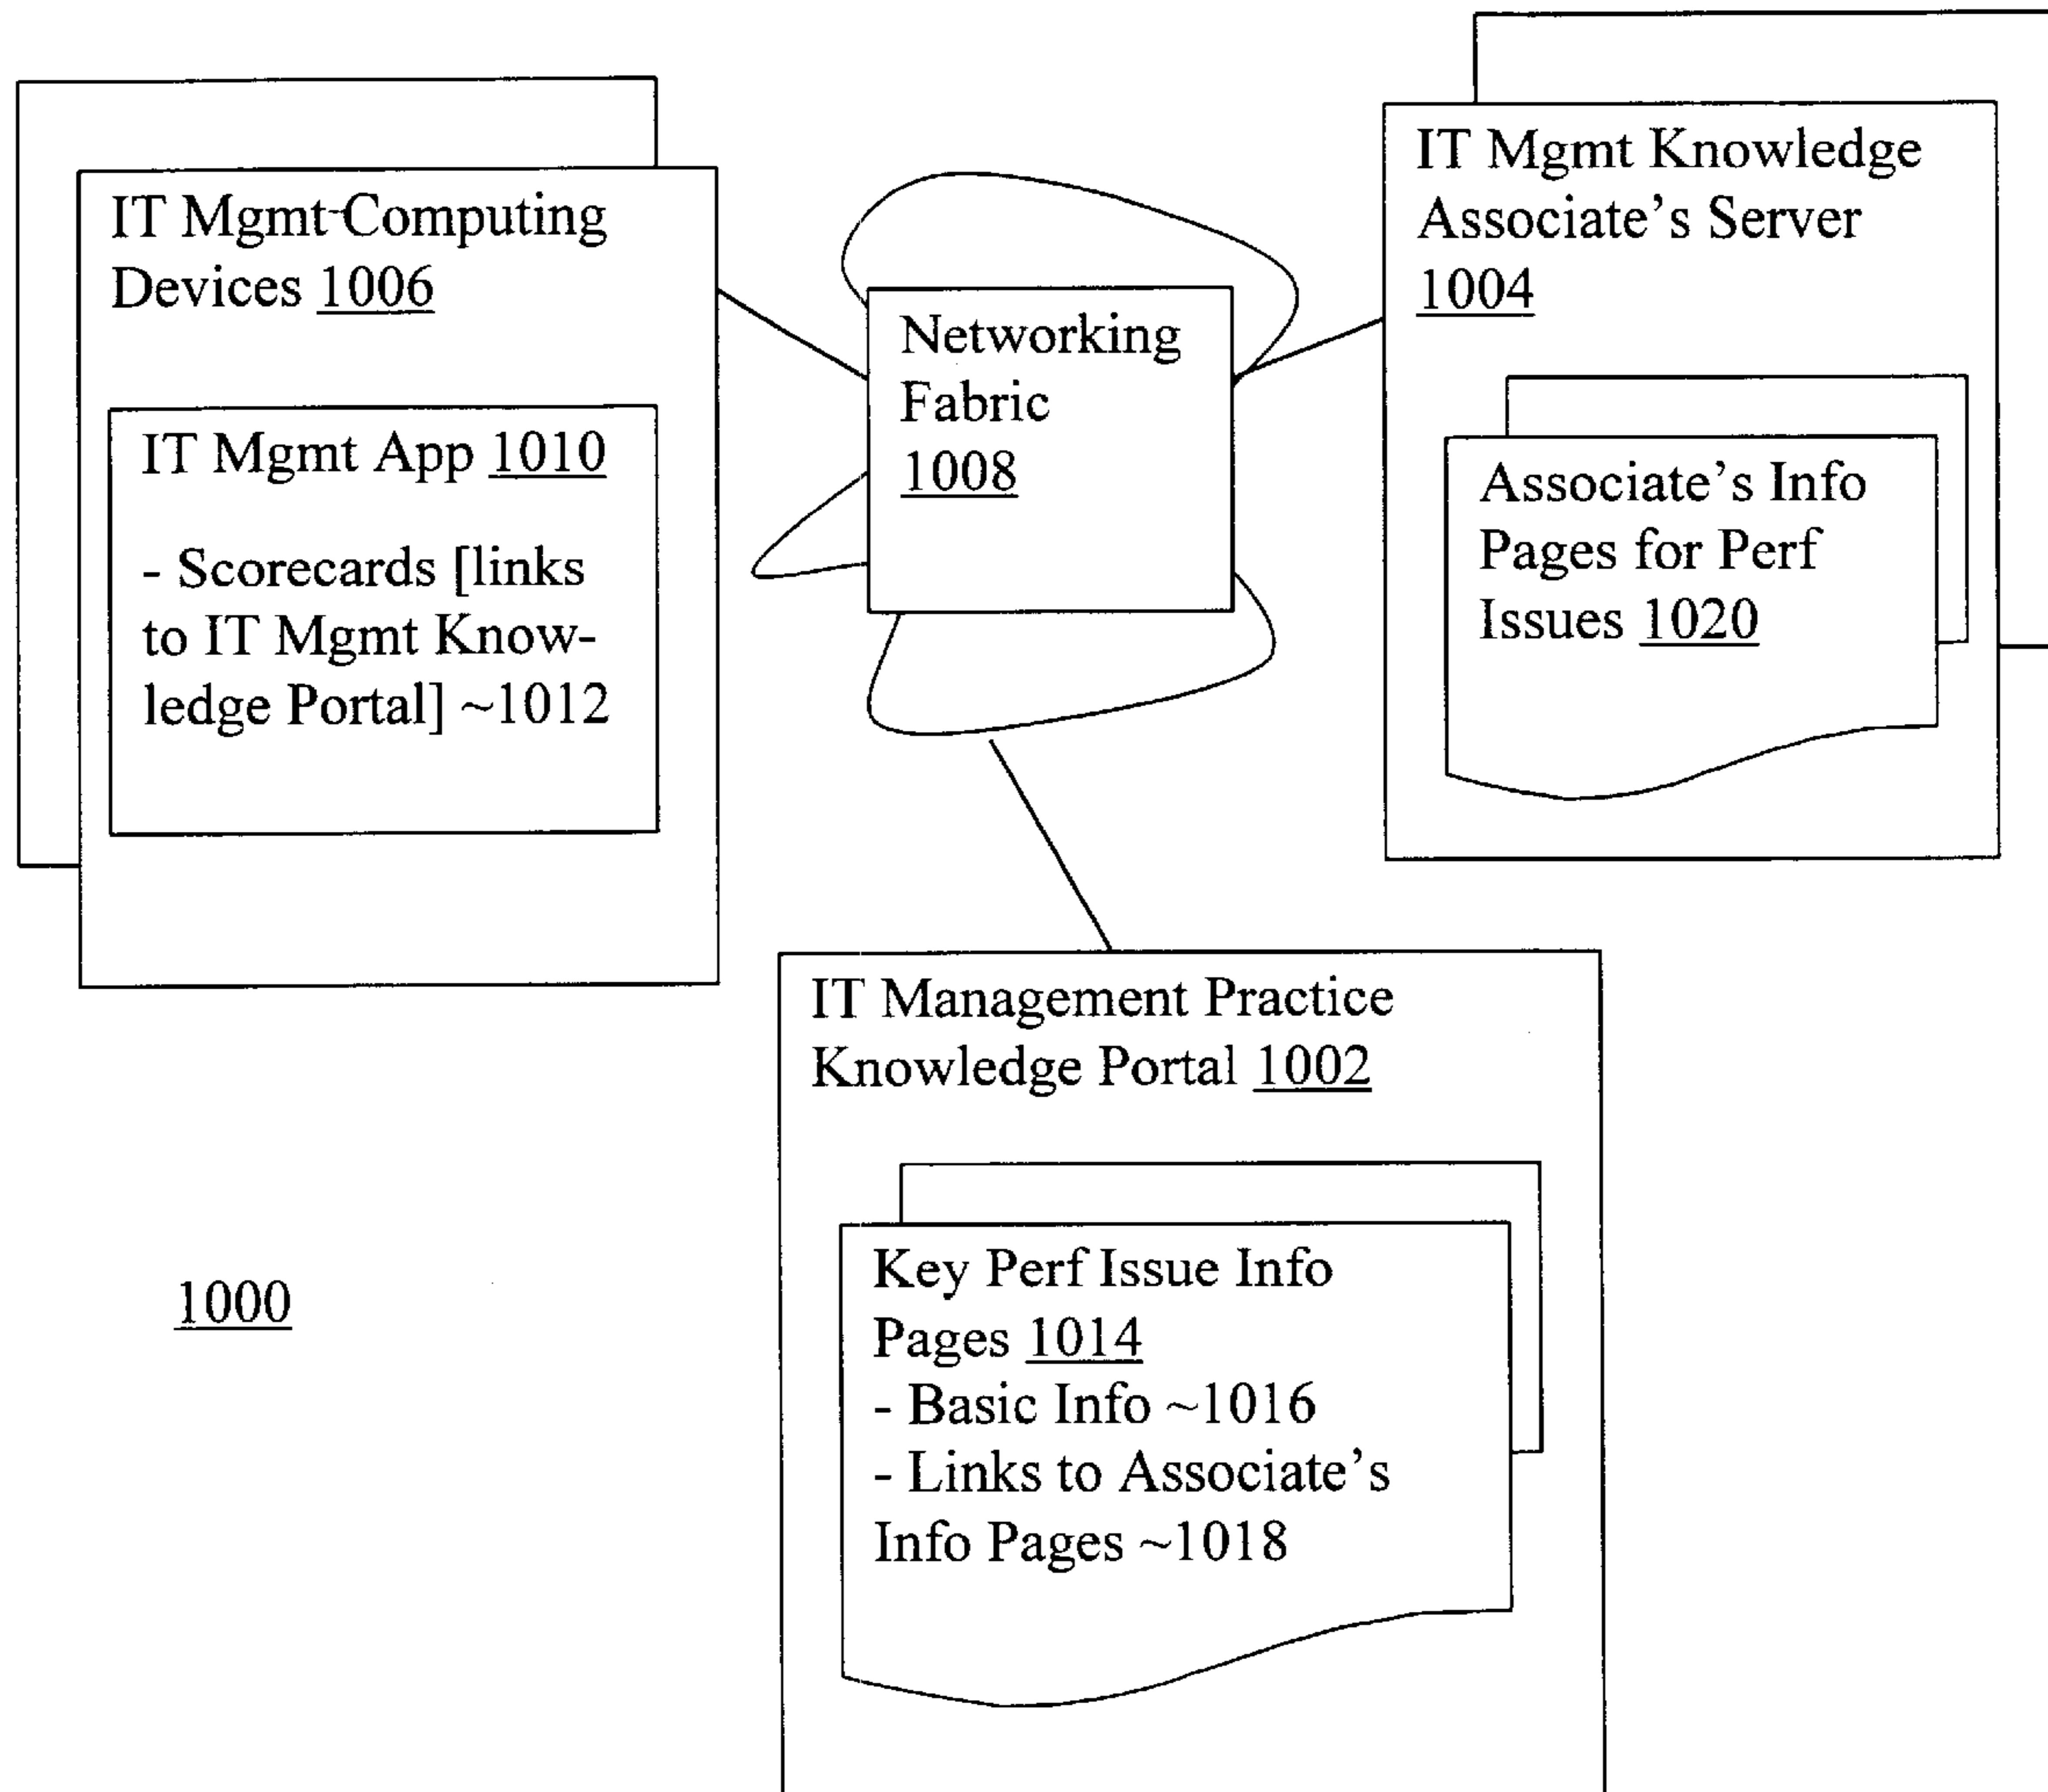 IT Mgmt Computing
Devices 1006
IT Mgmt App 1010
- Scorecards [links
to IT Mgmt Know-
ledge Portal] ~1012
Networking
Fabric
1008
IT Mgmt Knowledge
Associate's Server
1004
Associate's Info
Pages for Perf
Issues 1020
IT Management Practice
Knowledge Portal 1002
Key Perf Issue Info
Pages 1014
- Basic Info ~1016
- Links to Associate's
Info Pages ~1018
1000